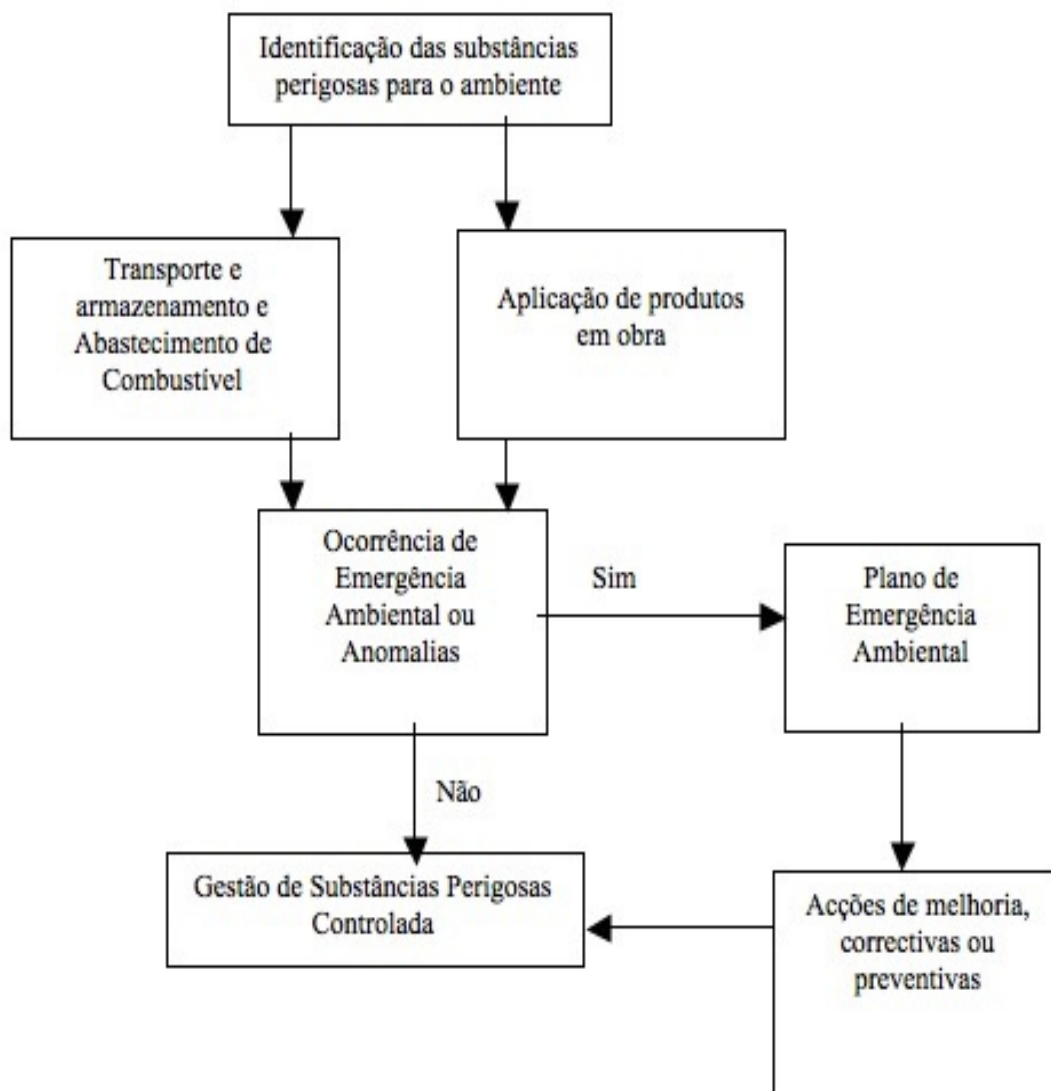 Identificação das substâncias
perigosas para o ambiente
Transporte e
armazenamento e
Abastecimento de
Combustível
Aplicação de produtos
em obra
Ocorrência de
Emergência
Ambiental ou
Anomalias
Sim
Plano de
Emergência
Ambiental
Não
Gestão de Substâncias Perigosas
Controlada
Acções de melhoria,
correctivas ou
preventivas